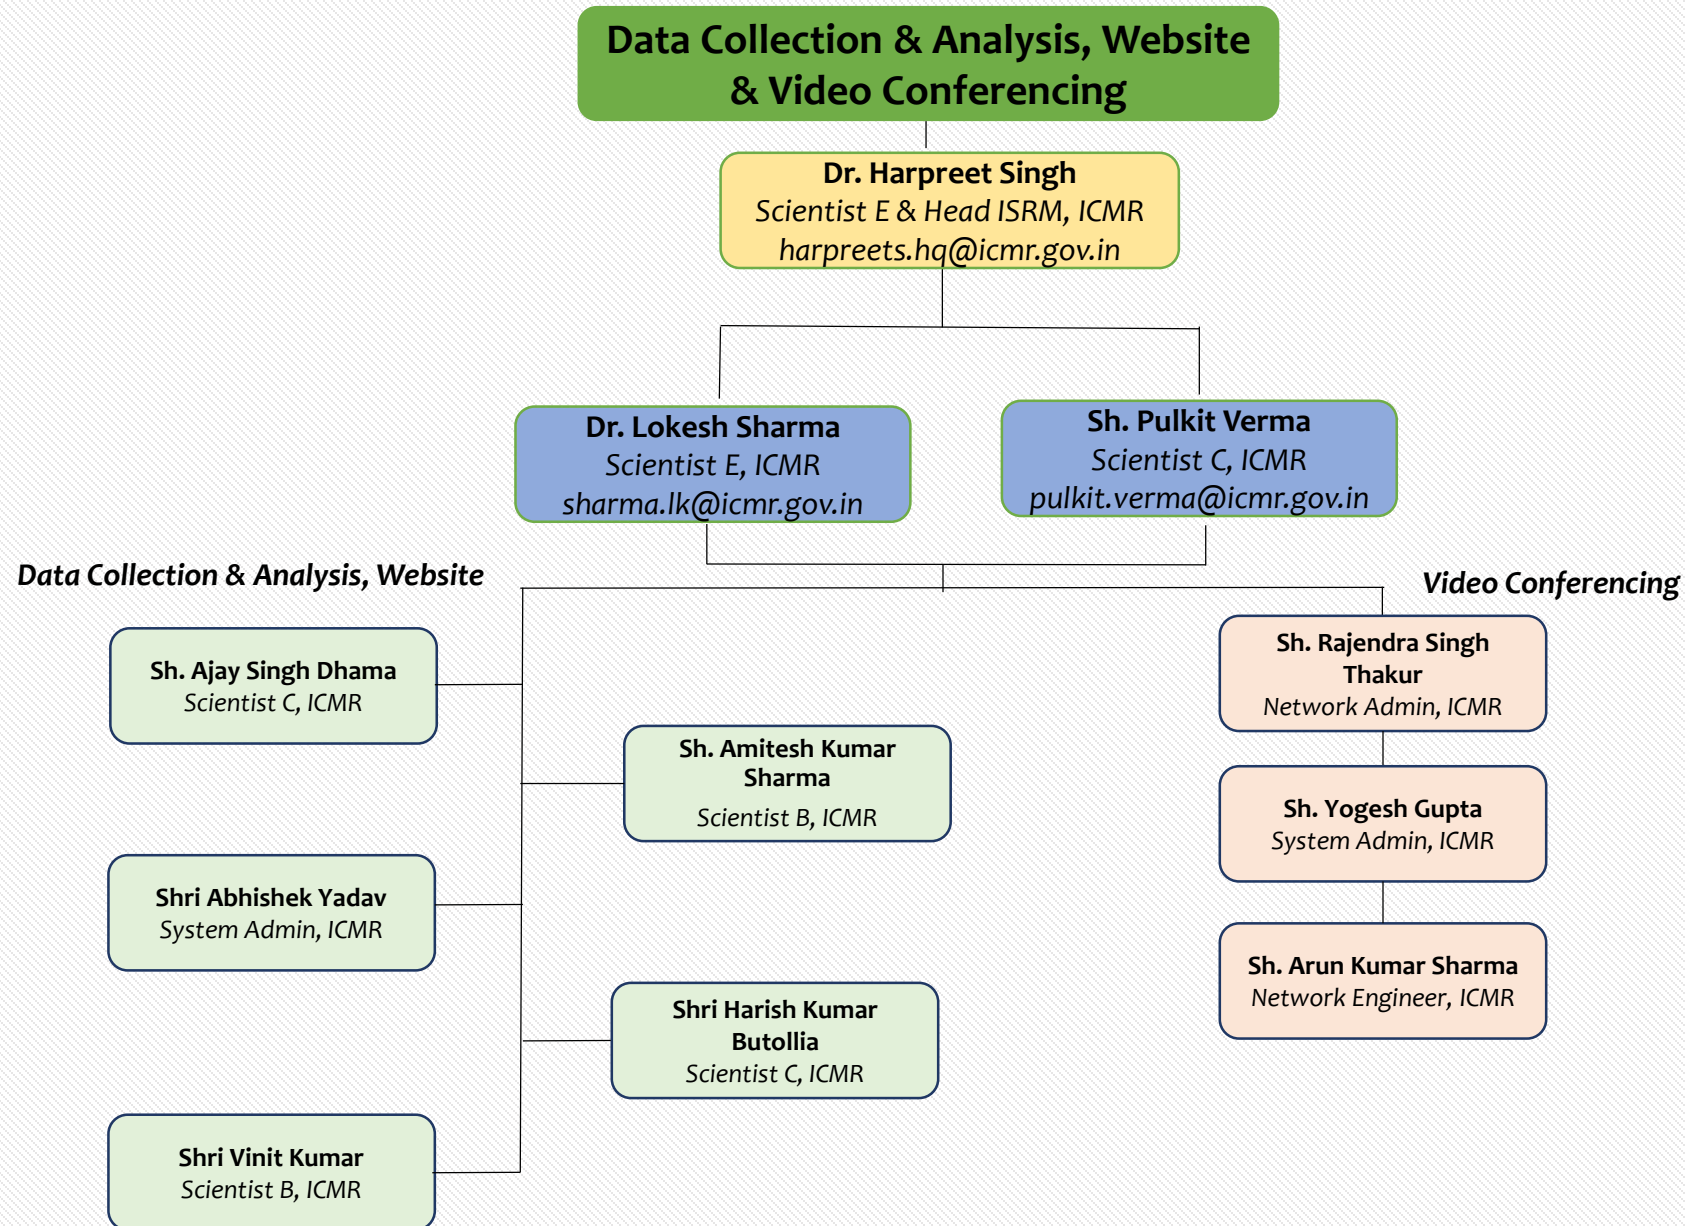 Data Collection & Analysis, Website
& Video Conferencing
Dr. Harpreet Singh
Scientist E & Head ISRM, ICMR
harpreets.hq@icmr.gov.in
Dr. Lokesh Sharma
Scientist E, ICMR
sharma.lk@icmr.gov.in
Sh. Pulkit Verma
Scientist C, ICMR
pulkit.verma@icmr.gov.in
Data Collection & Analysis, Website
Sh. Ajay Singh Dhama
Scientist C, ICMR
Sh. Amitesh Kumar
Sharma
Scientist B, ICMR
Shri Abhishek Yadav
System Admin, ICMR
Shri Harish Kumar
Butollia
Scientist C, ICMR
Shri Vinit Kumar
Scientist B, ICMR
Video Conferencing
Sh. Rajendra Singh
Thakur
Network Admin, ICMR
Sh. Yogesh Gupta
System Admin, ICMR
Sh. Arun Kumar Sharma
Network Engineer, ICMR